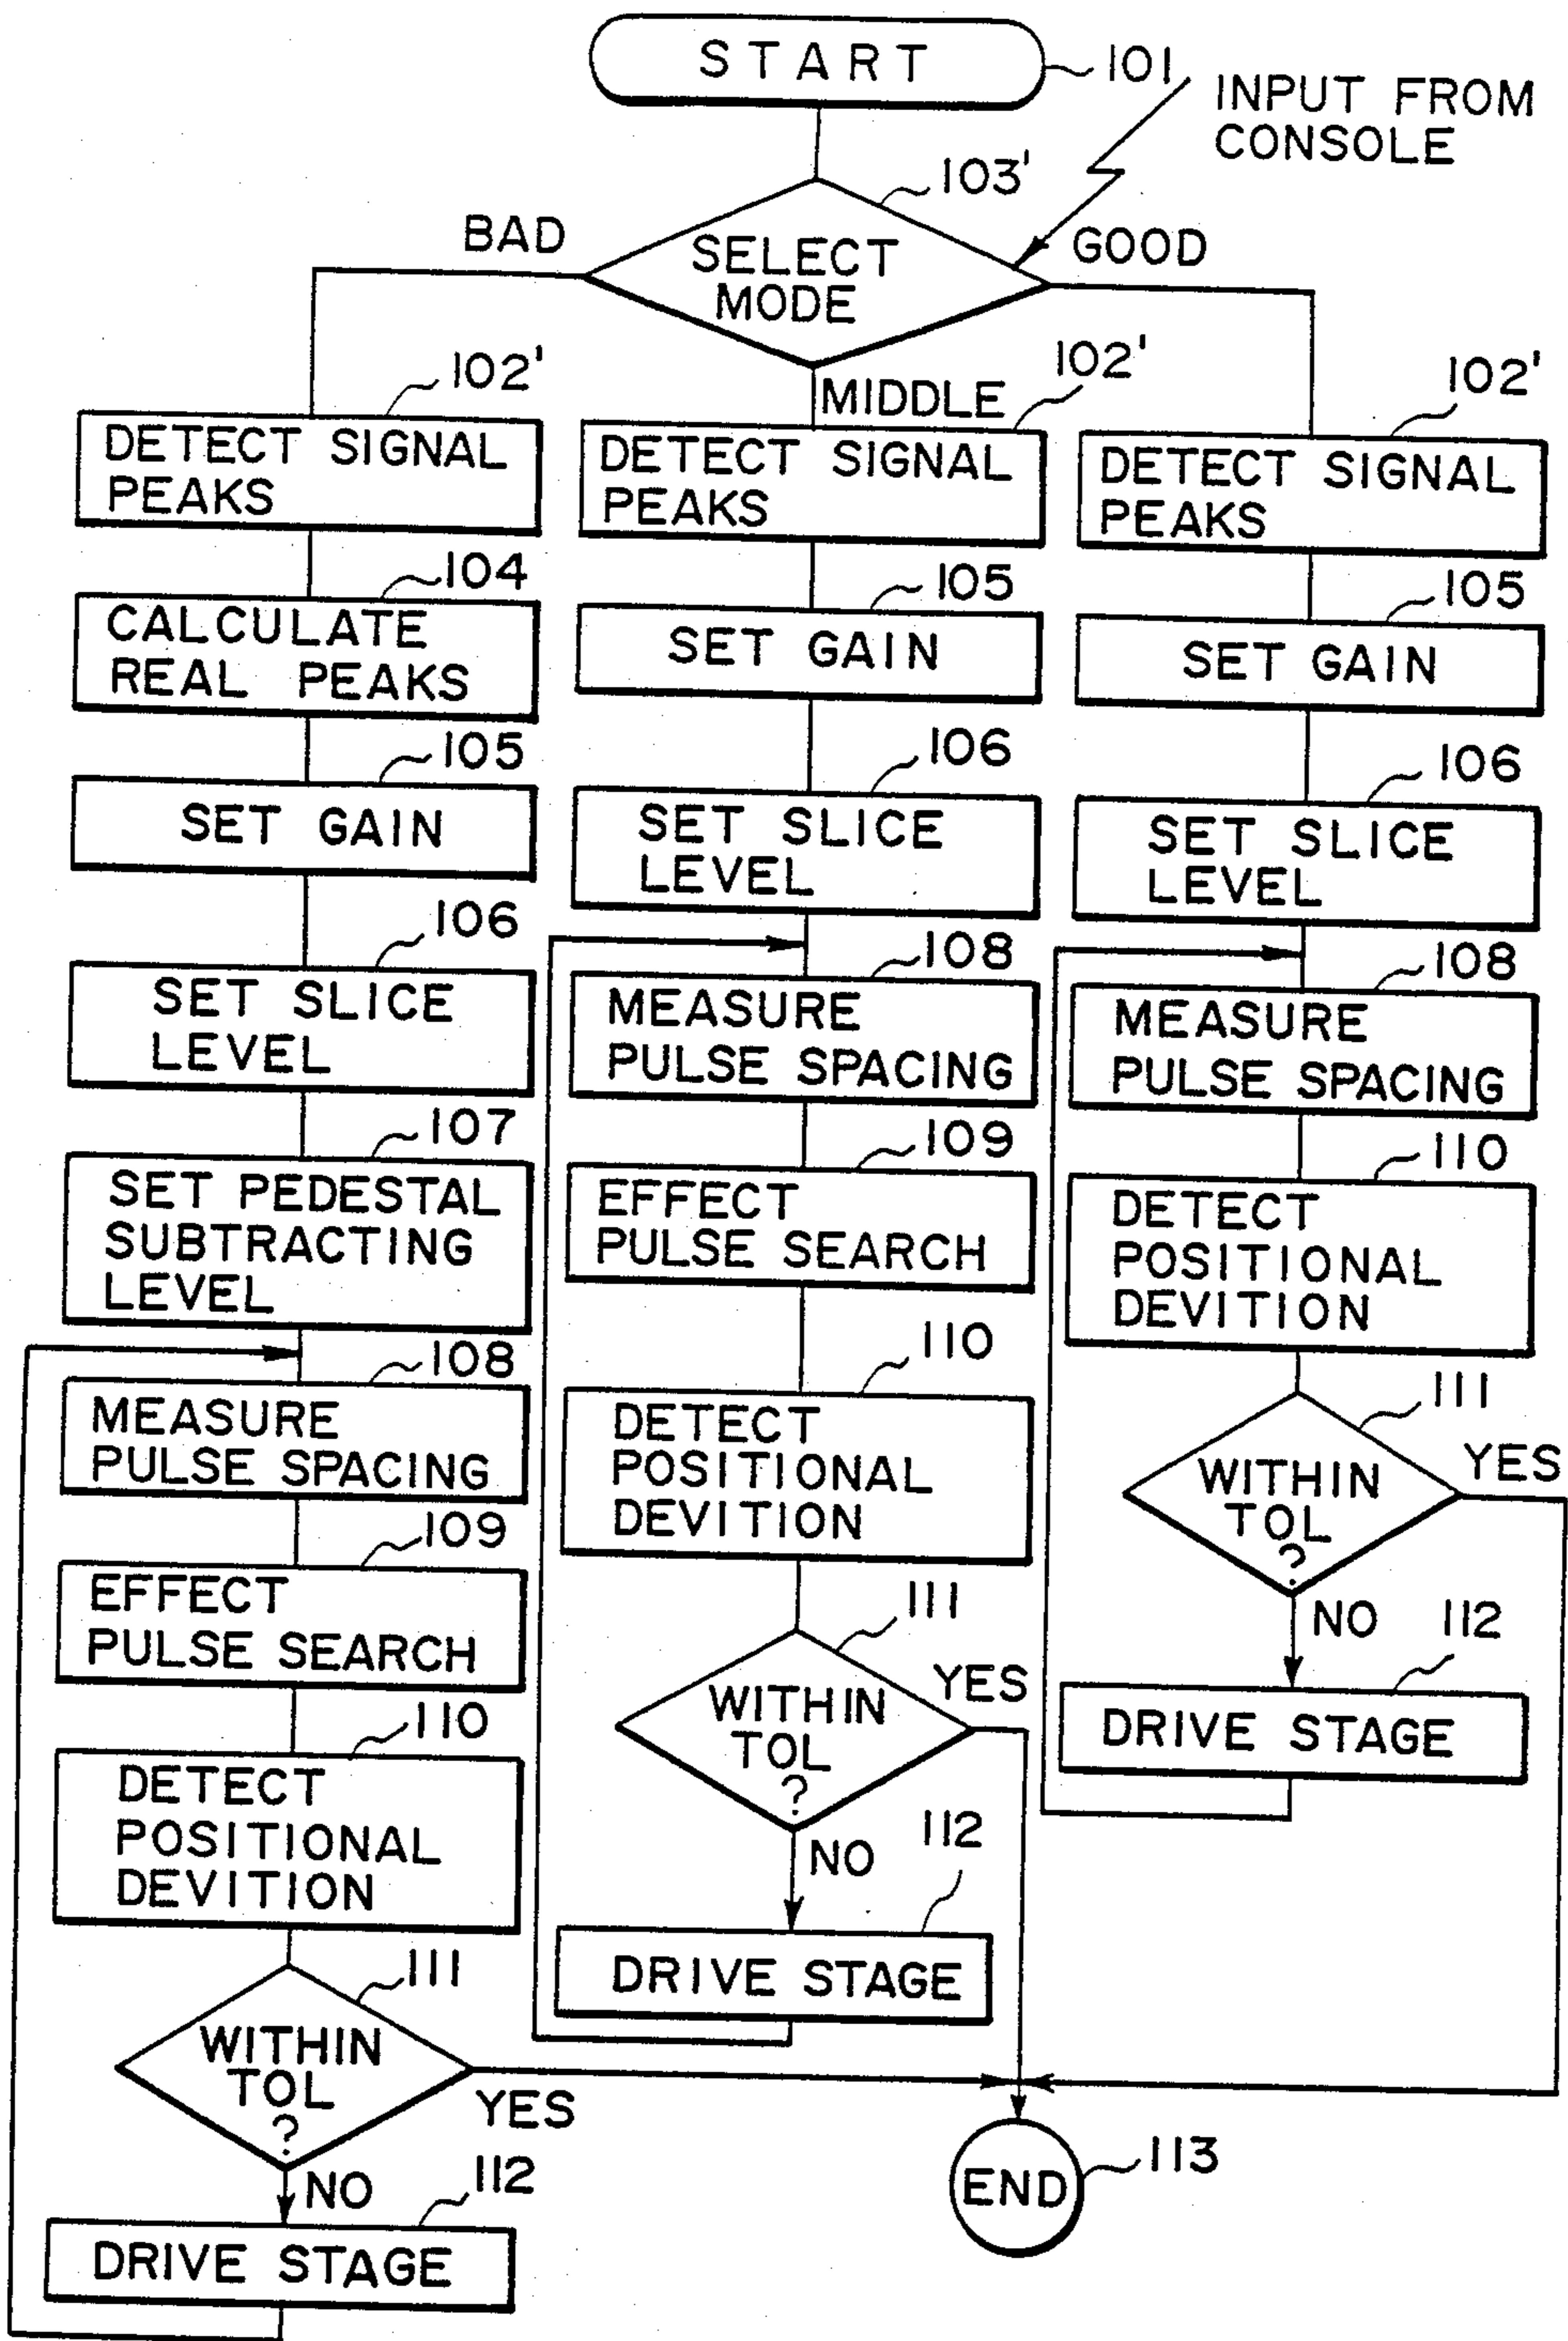 START
101
INPUT FROM
CONSOLE
103'
BAD
SELECT
MODE
GOOD
MIDDLE
102'
DETECT SIGNAL
PEAKS
104
CALCULATE
REAL PEAKS
105
SET GAIN
106
SET SLICE
LEVEL
107
SET PEDESTAL
SUBTRACTING
LEVEL
108
MEASURE
PULSE SPACING
109
EFFECT
PULSE SEARCH
110
DETECT
POSITIONAL
DEVITION
111
WITHIN
TOL
?
YES
NO
112
DRIVE STAGE
102'
DETECT SIGNAL
PEAKS
105
SET GAIN
106
SET SLICE
LEVEL
108
MEASURE
PULSE SPACING
109
EFFECT
PULSE SEARCH
110
DETECT
POSITIONAL
DEVITION
111
WITHIN
TOL
?
YES
NO
112
DRIVE STAGE
102'
DETECT SIGNAL
PEAKS
105
SET GAIN
106
SET SLICE
LEVEL
108
MEASURE
PULSE SPACING
110
DETECT
POSITIONAL
DEVITION
111
WITHIN
TOL
?
YES
NO
112
DRIVE STAGE
END
113